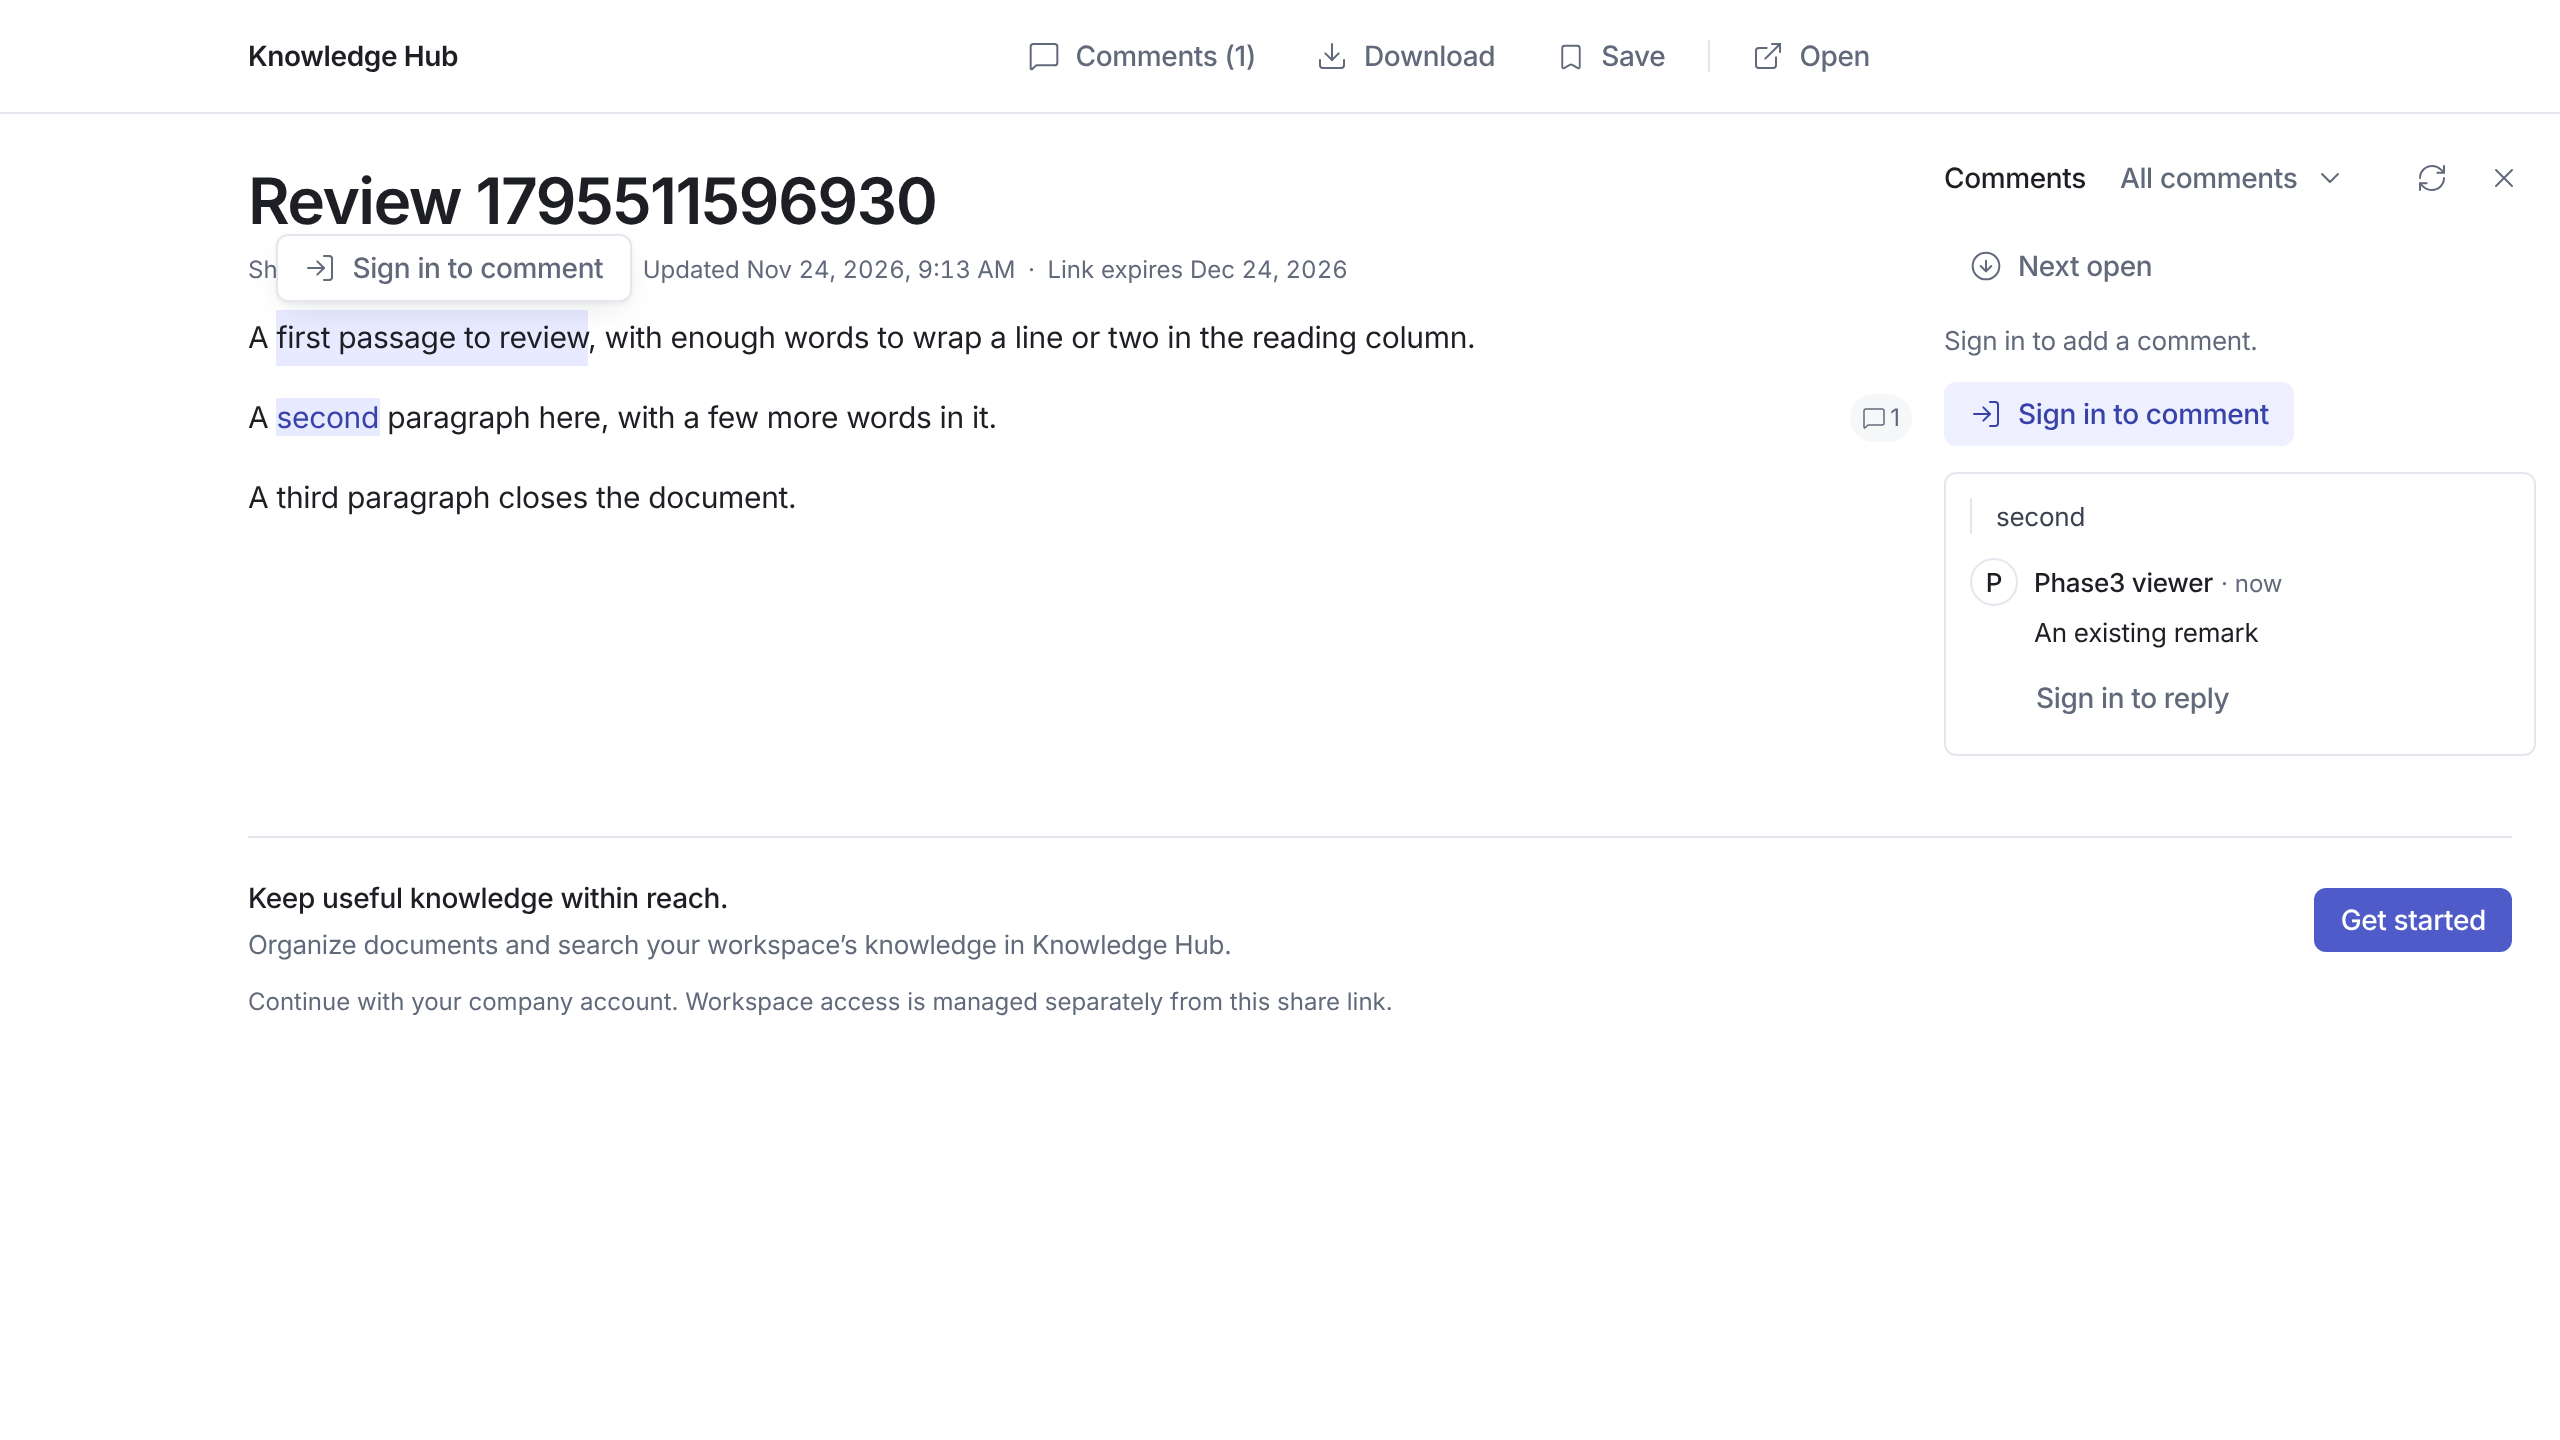 Knowledge Hub
Comments (1)
Download
Save
Open
Review 1795511596930
Sign in to comment
Updated Nov 24, 2026, 9:13 AM · Link expires Dec 24, 2026
A first passage to review, with enough words to wrap a line or two in the reading column.
A second paragraph here, with a few more words in it.
1
A third paragraph closes the document.
Comments
All comments
Next open
Sign in to add a comment.
Sign in to comment
second
P
Phase3 viewer · now
An existing remark
Sign in to reply
Keep useful knowledge within reach.
Organize documents and search your workspace’s knowledge in Knowledge Hub.
Continue with your company account. Workspace access is managed separately from this share link.
Get started